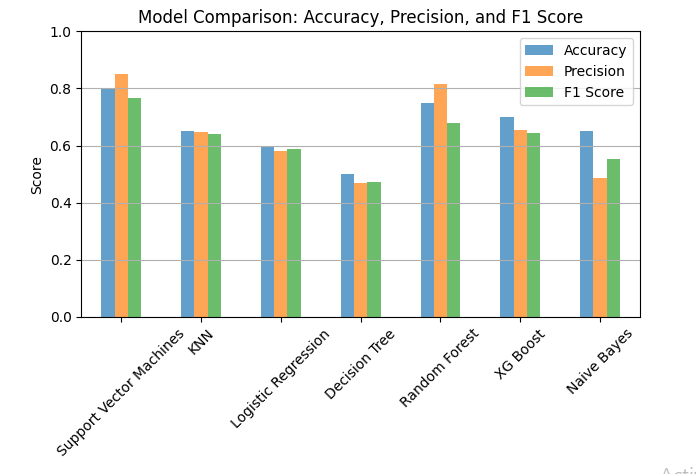 Model Comparison: Accuracy, Precision, and F1 Score
1.0
0.8
0.6
0.4
0.2
0.0
Score
Accuracy
Precision
F1 Score
Support Vector Machines
KNN
Logistic Regression
Decision Tree
Random Forest
XG Boost
Naive Bayes